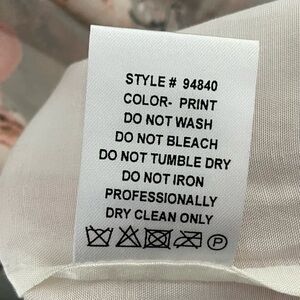 STYLE # 94840
COLOR- PRINT
DO NOT WASH
DO NOT BLEACH
DO NOT TUMBLE DRY
DO NOT IRON
PROFESSIONALLY
DRY CLEAN ONLY
P